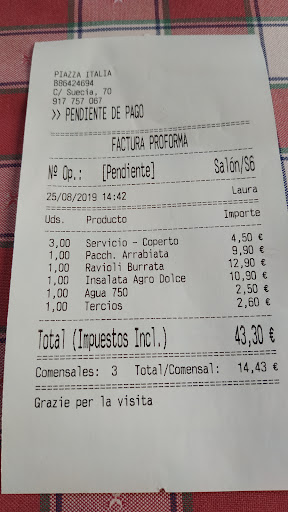 PIAZZA ITALIA
B86424694
C/ Suecia, 70
917 757 067
>> PENDIENTE DE PAGO
FACTURA PROFORMA
Nº Op.: [Pendiente] Salón/S6
25/08/2019 14:42 Laura
Uds. Producto Importe
3,00 Servicio - Coperto 4,50 €
1,00 Pacch. Arrabiata 9,90 €
1,00 Ravioli Burrata 12,90 €
1,00 Insalata Agro Dolce 10,90 €
1,00 Agua 750 2,50 €
1,00 Tercios 2,60 €
Total (Impuestos Incl.) 43,30 €
Comensales: 3 Total/Comensal: 14,43 €
Grazie per la visita